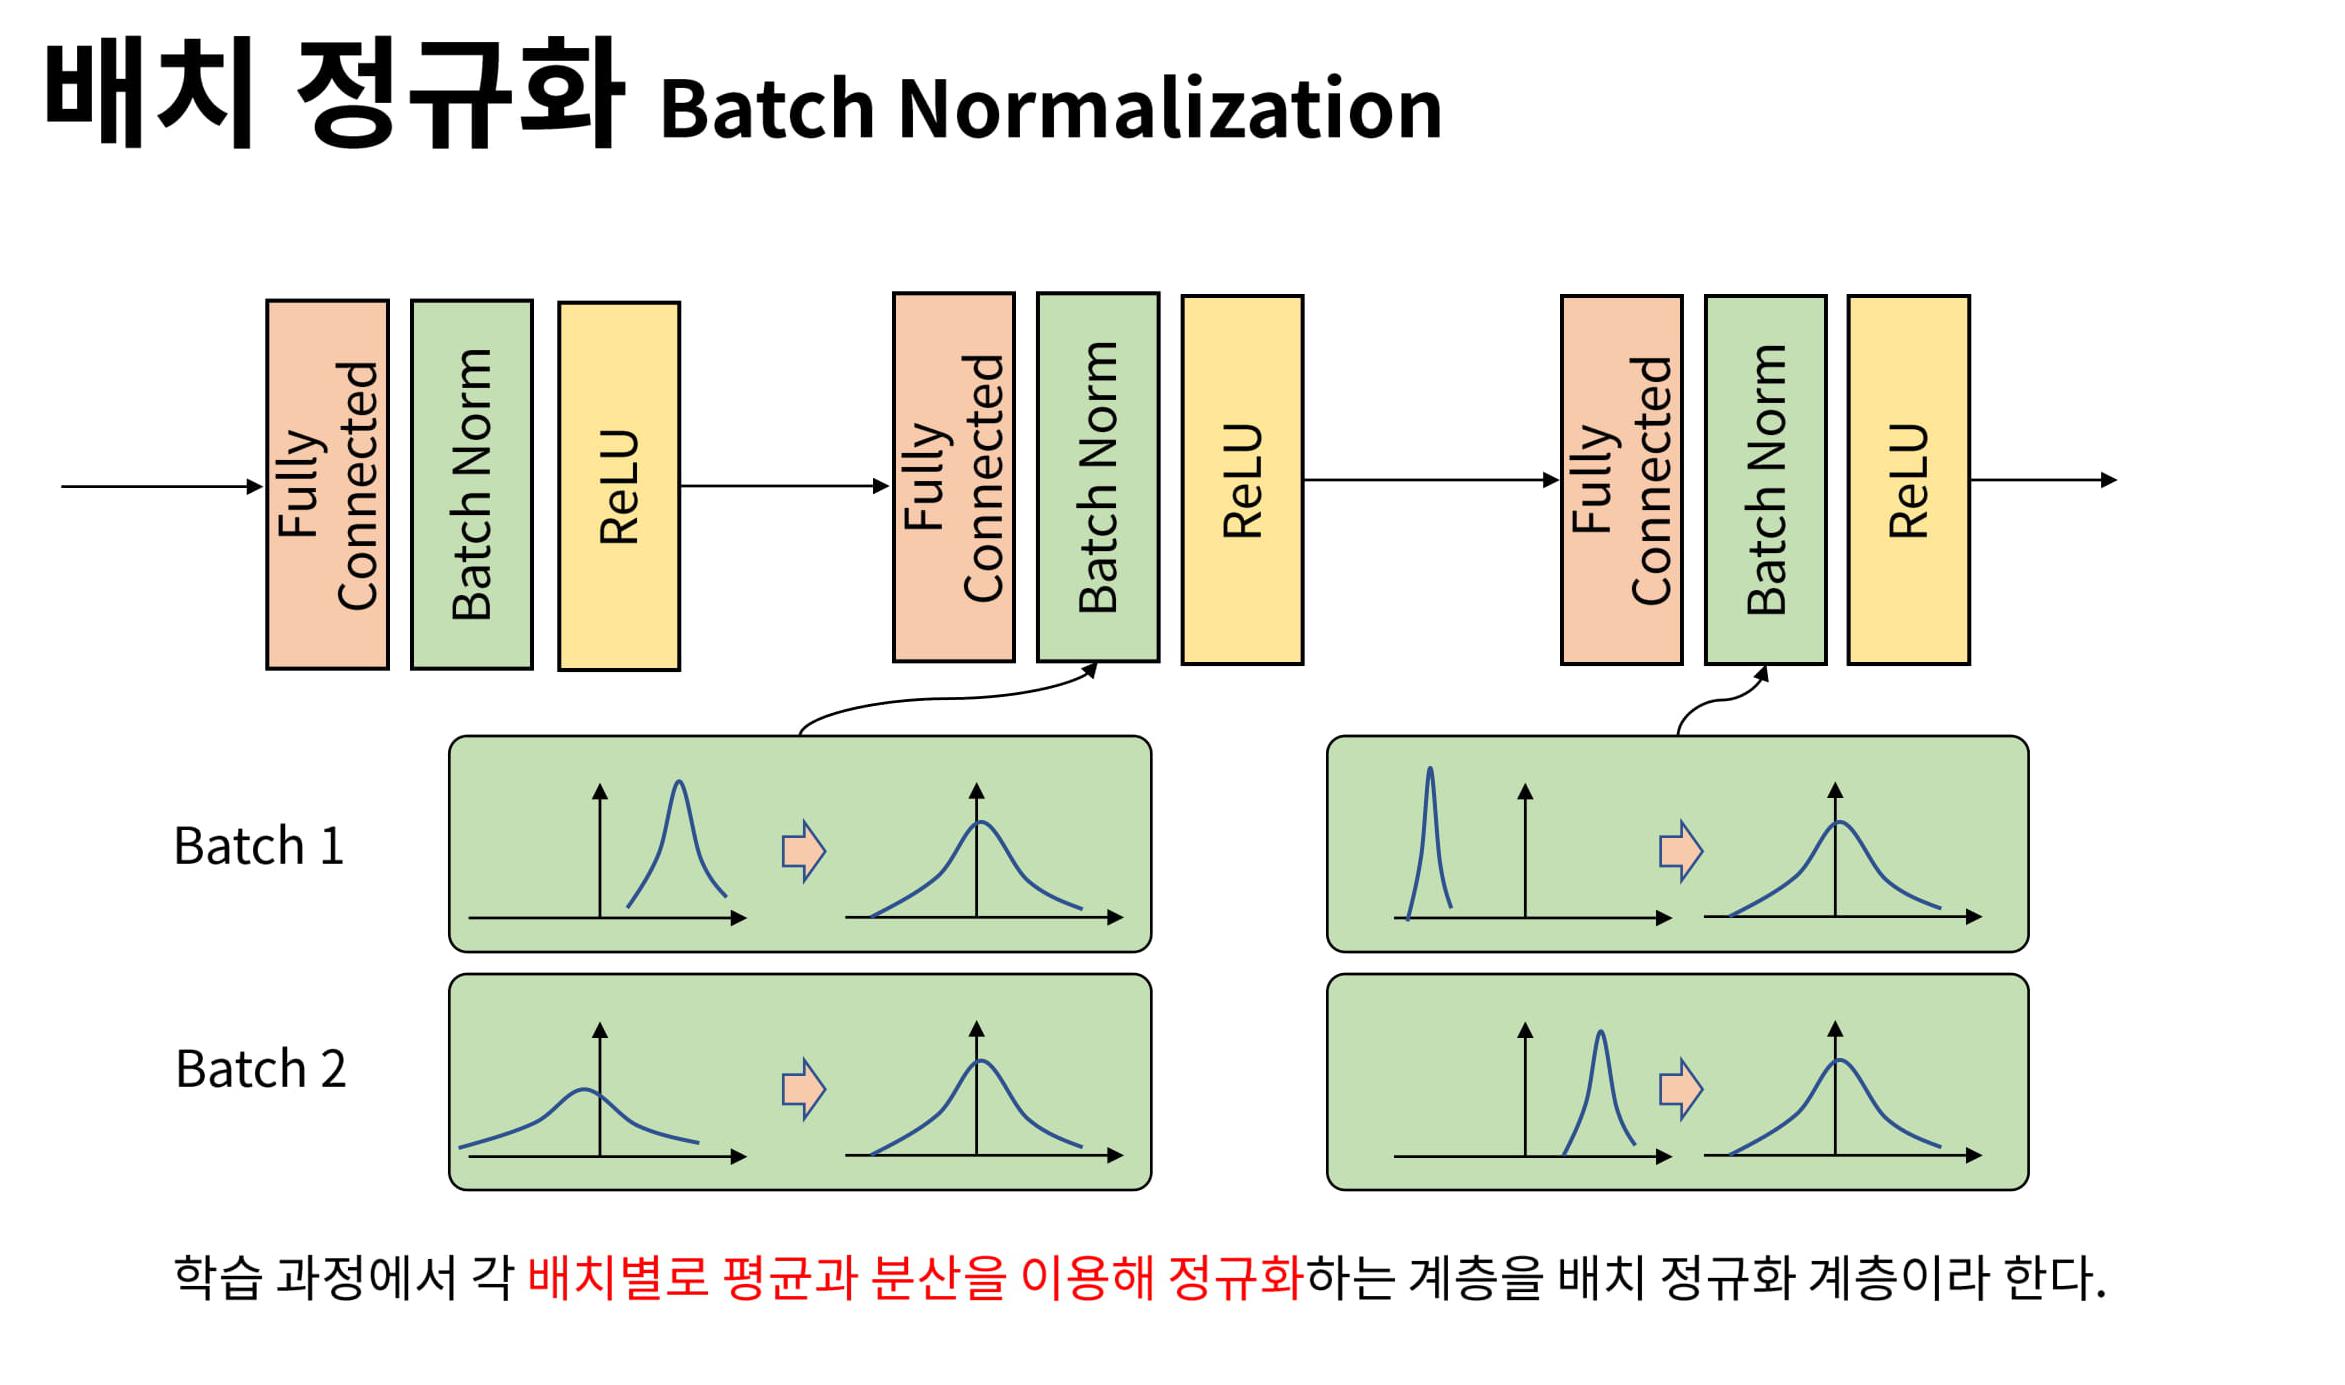 배치 정규화 Batch Normalization
Fully
Connected
Batch Norm
ReLU
Fully
Connected
Batch Norm
ReLU
Fully
Connected
Batch Norm
ReLU
Batch 1
Batch 2
학습 과정에서 각 배치별로 평균과 분산을 이용해 정규화하는 계층을 배치 정규화 계층이라 한다.